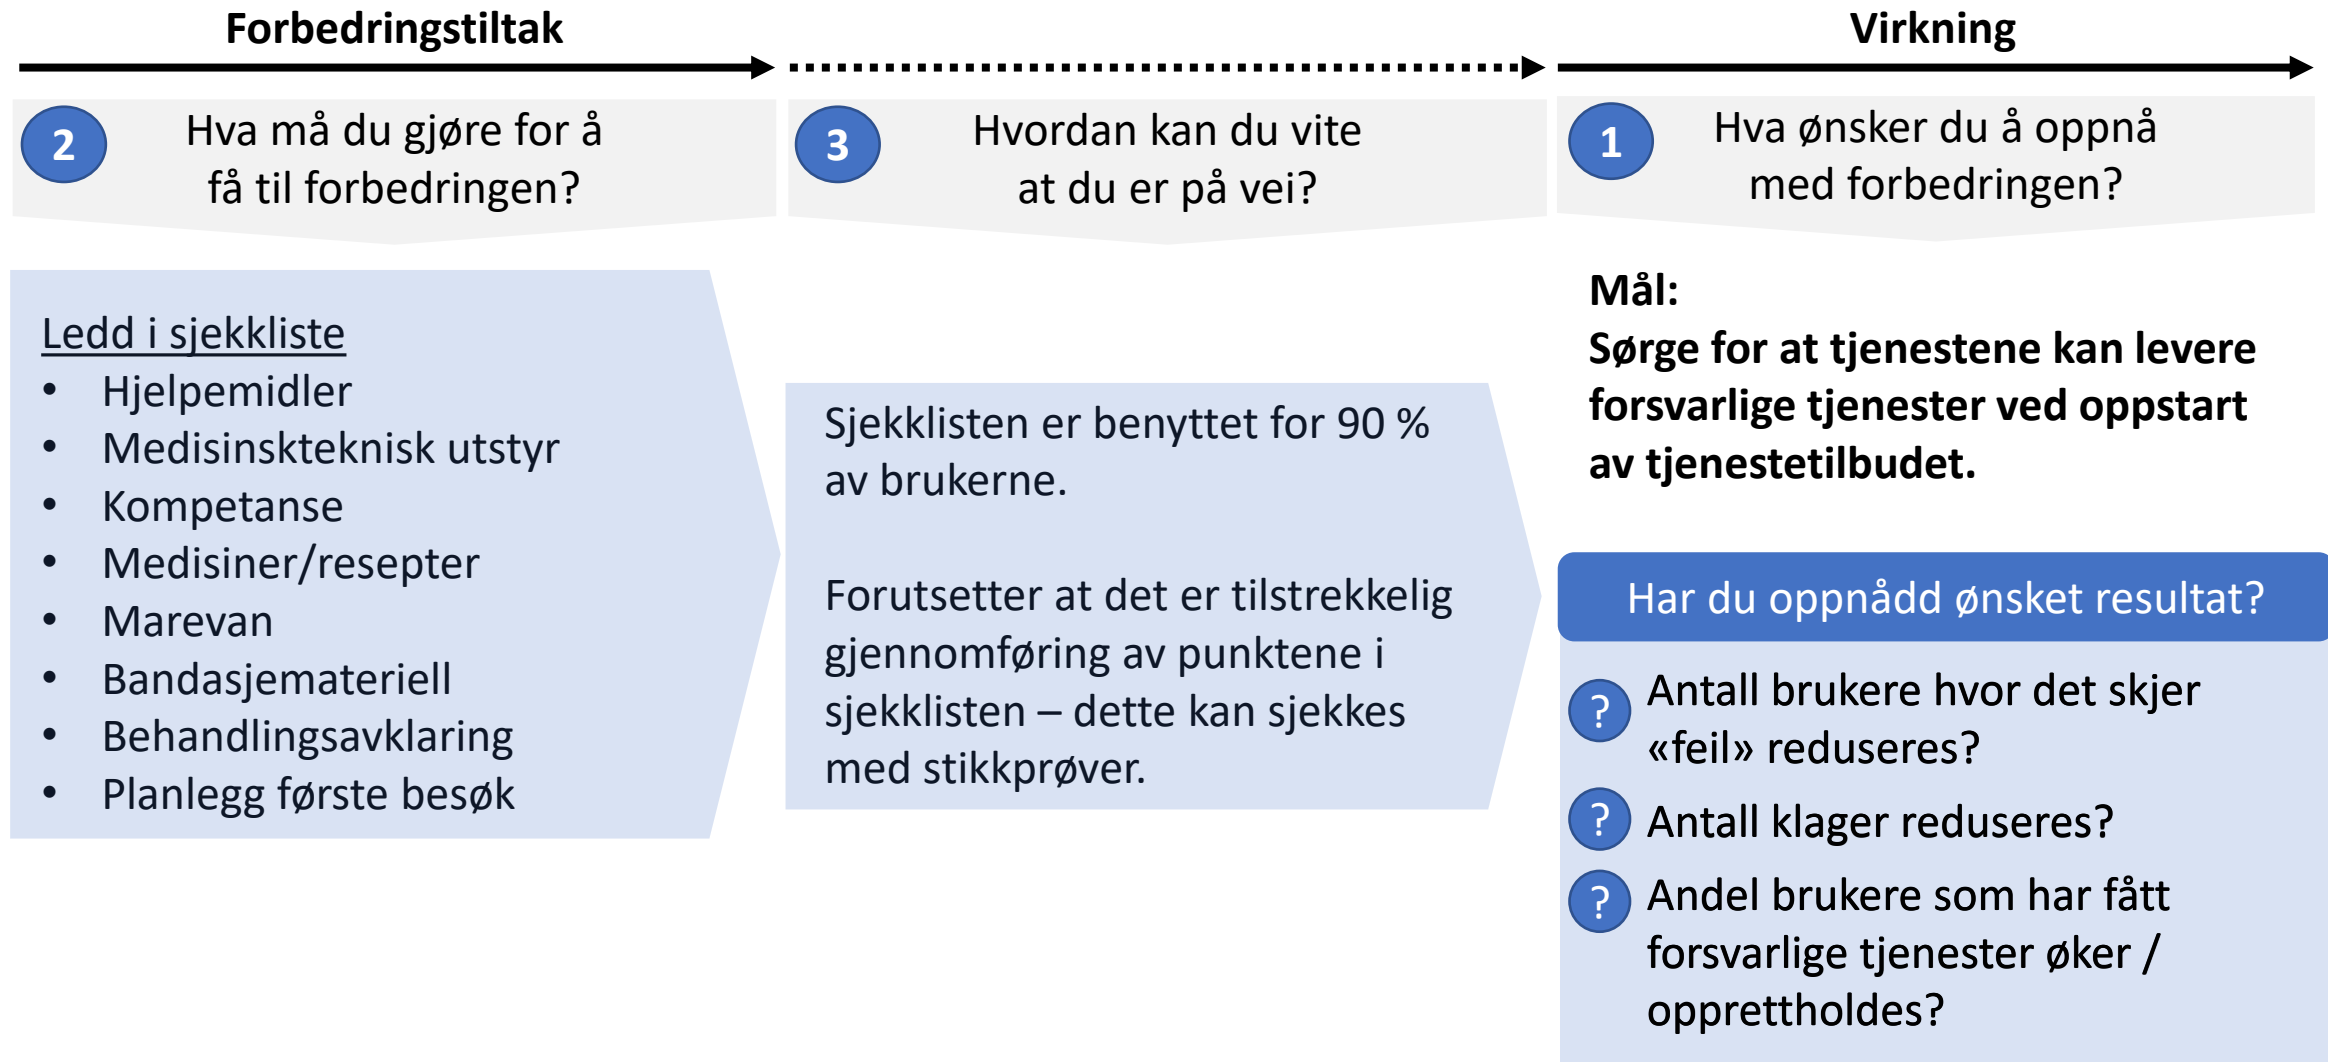 Forbedringstiltak
Virkning
2
Hva må du gjøre for å
få til forbedringen?
3
Hvordan kan du vite
at du er på vei?
1
Hva ønsker du å oppnå
med forbedringen?
Ledd i sjekkliste
• Hjelpemidler
• Medisinskteknisk utstyr
• Kompetanse
• Medisiner/resepter
• Marevan
• Bandasjemateriell
• Behandlingsavklaring
• Planlegg første besøk
Sjekklisten er benyttet for 90 %
av brukerne.
Forutsetter at det er tilstrekkelig
gjennomføring av punktene i
sjekklisten – dette kan sjekkes
med stikkprøver.
Mål:
Sørge for at tjenestene kan levere
forsvarlige tjenester ved oppstart
av tjenestetilbudet.
Har du oppnådd ønsket resultat?
? Antall brukere hvor det skjer
«feil» reduseres?
? Antall klager reduseres?
? Andel brukere som har fått
forsvarlige tjenester øker /
opprettholdes?